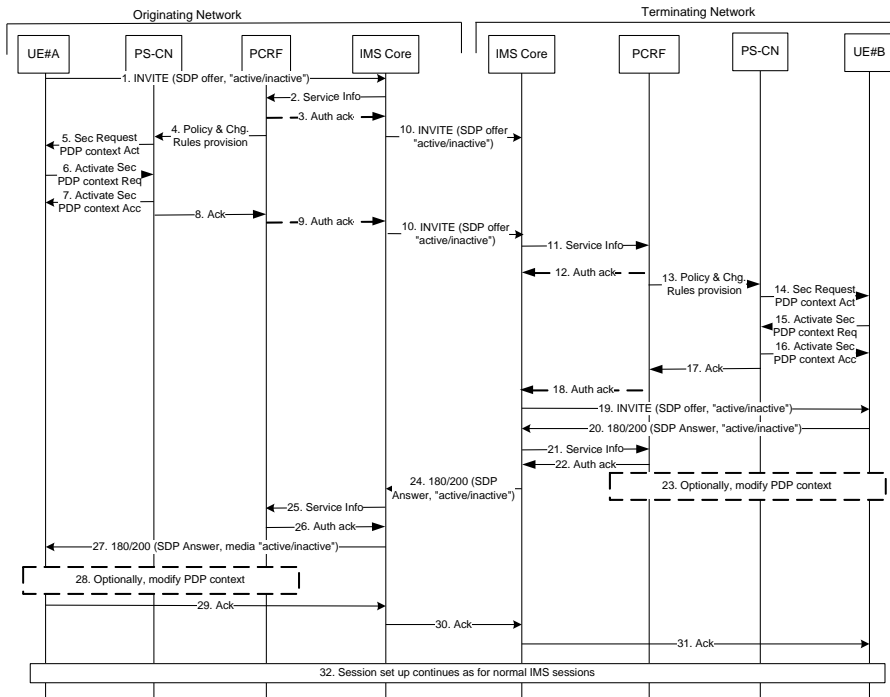 Originating Network
Terminating Network
UE#A
PS-CN
PCRF
IMS Core
IMS Core
PCRF
PS-CN
UE#B
1. INVITE (SDP offer, "active/inactive")
2. Service Info
3. Auth ack
4. Policy & Chg.
Rules provision
10. INVITE (SDP offer
"active/inactive")
5. Sec Request
PDP context Act
6. Activate Sec
PDP context Req
7. Activate Sec
PDP context Acc
8. Ack
9. Auth ack
10. INVITE (SDP offer
"active/inactive")
11. Service Info
12. Auth ack
13. Policy & Chg.
Rules provision
14. Sec Request
PDP context Act
15. Activate Sec
PDP context Req
16. Activate Sec
PDP context Acc
17. Ack
18. Auth ack
19. INVITE (SDP offer, "active/inactive")
20. 180/200 (SDP Answer, "active/inactive")
21. Service Info
22. Auth ack
23. Optionally, modify PDP context
24. 180/200 (SDP
Answer, "active/inactive")
25. Service Info
26. Auth ack
27. 180/200 (SDP Answer, media "active/inactive")
28. Optionally, modify PDP context
29. Ack
30. Ack
31. Ack
32. Session set up continues as for normal IMS sessions